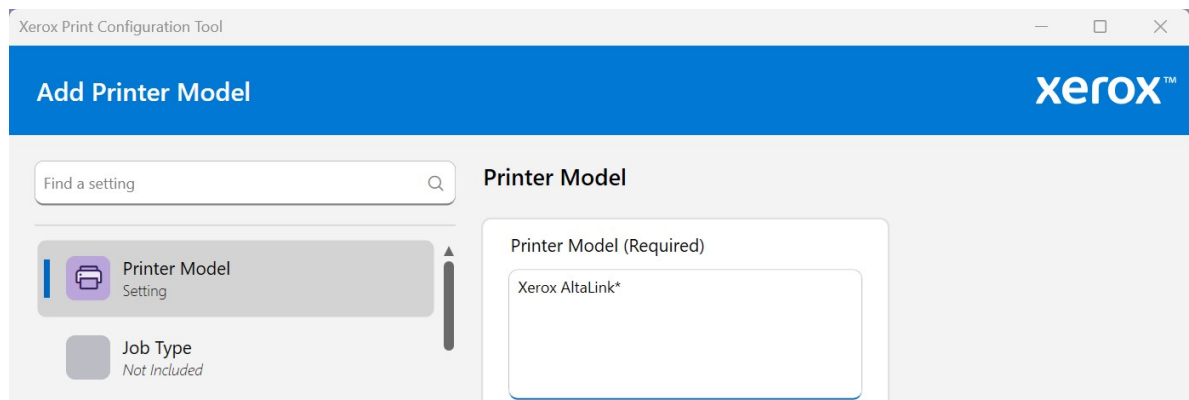 Xerox Print Configuration Tool
Add Printer Model
xerox™
Find a setting
Printer Model
Setting
Job Type
Not Included
Printer Model
Printer Model (Required)
Xerox AltaLink*